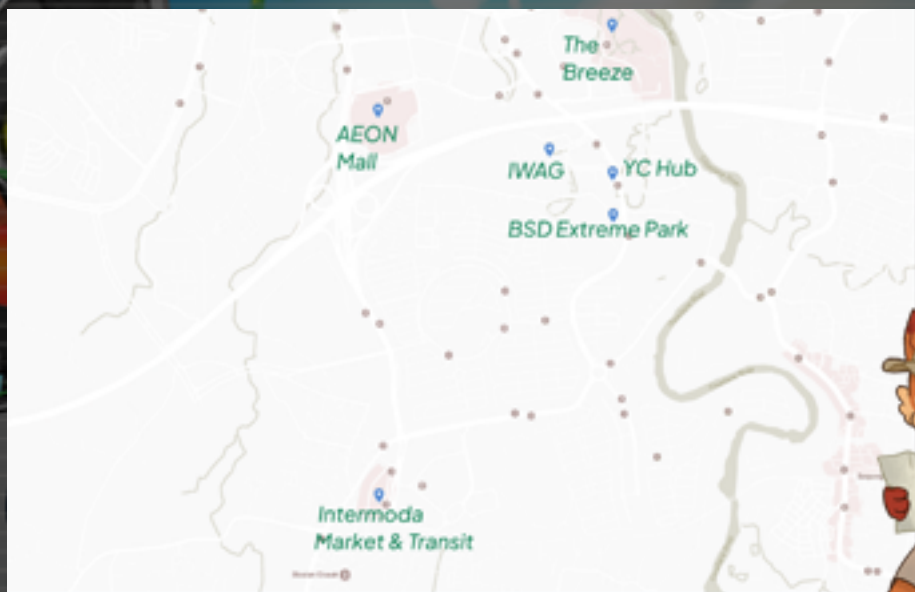 The
Breeze
AEON
Mall
IWAG
YC Hub
BSD Extreme Park
Intermoda
Market & Transit